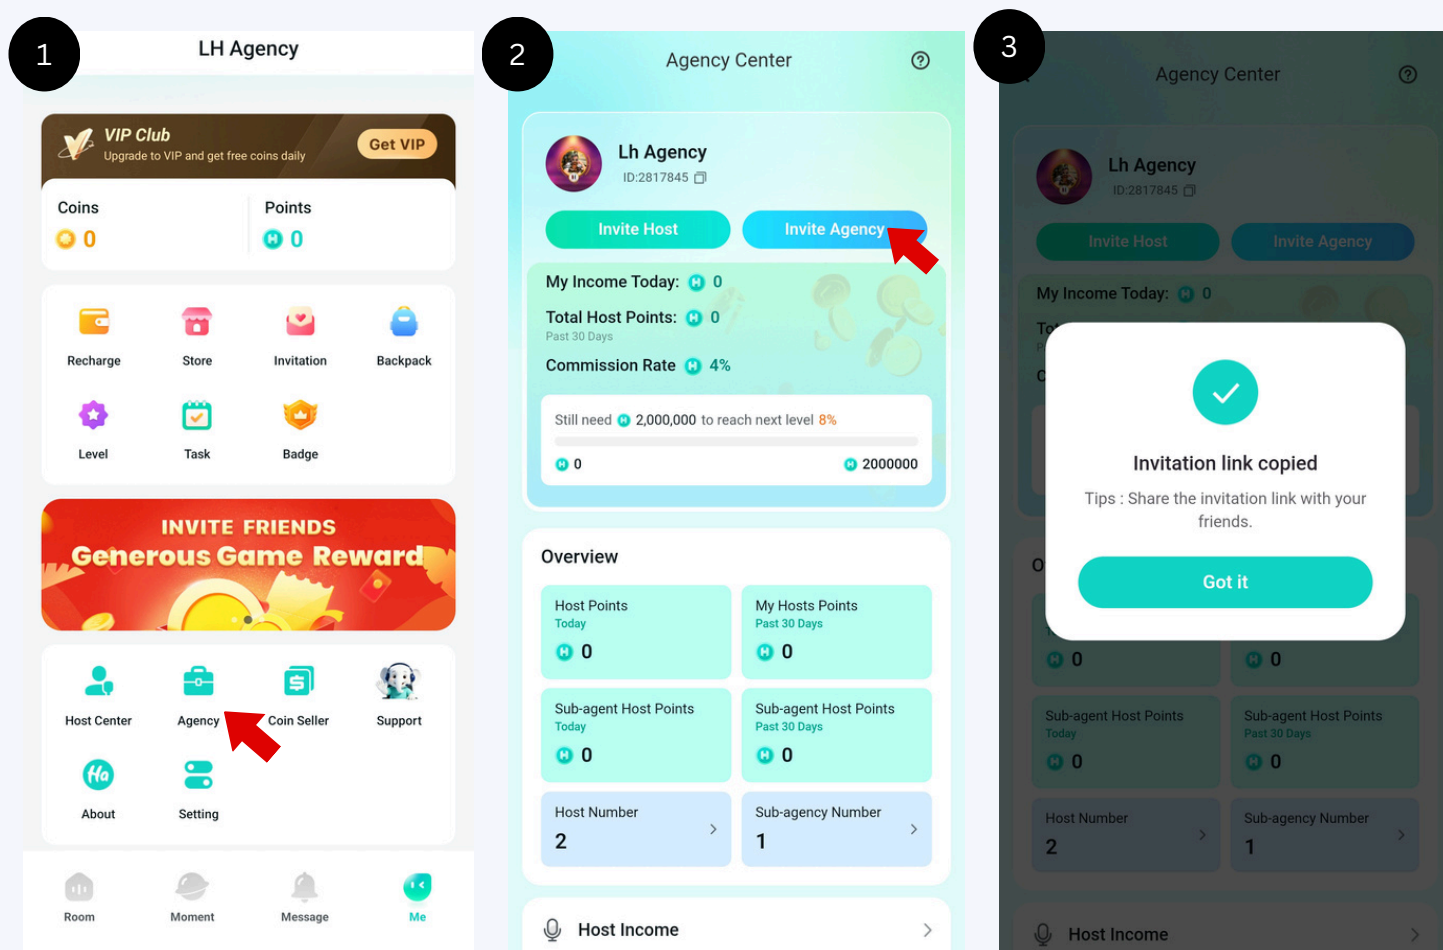 1
LH Agency
VIP Club
Upgrade to VIP and get free coins daily
Get VIP
Coins
0
Points
0
Recharge
Store
Invitation
Backpack
Level
Task
Badge
INVITE FRIENDS
Generous Game Reward
Host Center
Agency
Coin Seller
Support
Ha
About
Setting
Room
Moment
Message
Me
2
Agency Center
Lh Agency
ID:2817845
Invite Host
Invite Agency
My Income Today: 0
Total Host Points: 0
Past 30 Days
Commission Rate 4%
Still need 2,000,000 to reach next level 8%
0
2000000
Overview
Host Points
Today
0
My Hosts Points
Past 30 Days
0
Sub-agent Host Points
Today
0
Sub-agent Host Points
Past 30 Days
0
Host Number
2
Sub-agency Number
1
Host Income
3
Agency Center
Lh Agency
ID:2817845
Invite Host
Invite Agency
My Income Today: 0
Invitation link copied
Tips : Share the invitation link with your
friends.
Got it
0
0
Sub-agent Host Points
Today
0
Sub-agent Host Points
Past 30 Days
0
Host Number
2
Sub-agency Number
1
Host Income